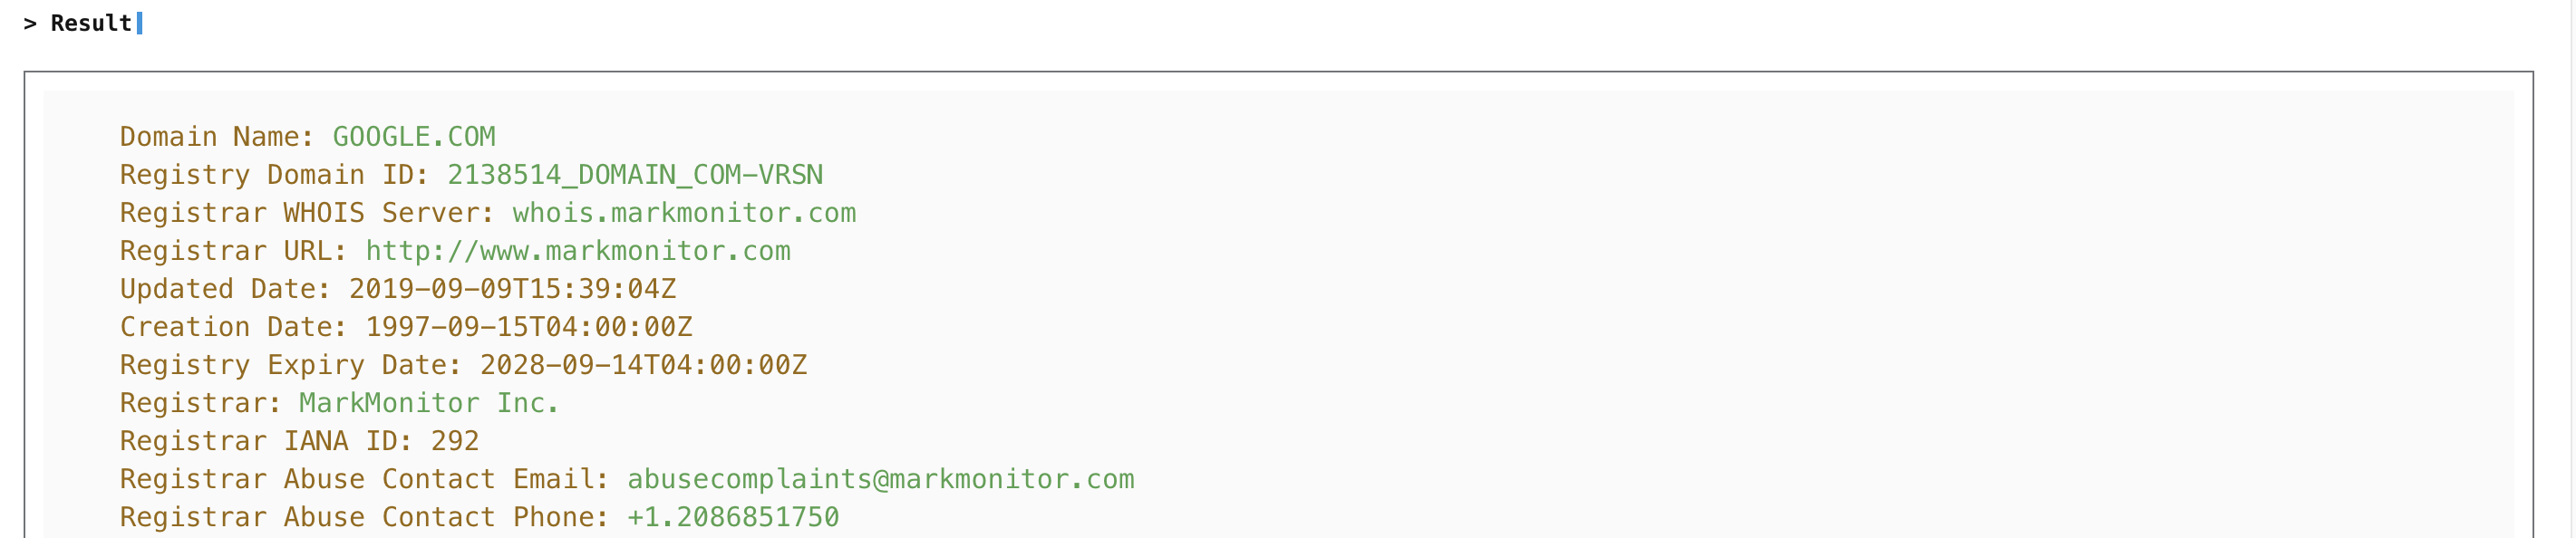 > Result
Domain Name: GOOGLE.COM
Registry Domain ID: 2138514_DOMAIN_COM-VRSN
Registrar WHOIS Server: whois.markmonitor.com
Registrar URL: http://www.markmonitor.com
Updated Date: 2019-09-09T15:39:04Z
Creation Date: 1997-09-15T04:00:00Z
Registry Expiry Date: 2028-09-14T04:00:00Z
Registrar: MarkMonitor Inc.
Registrar IANA ID: 292
Registrar Abuse Contact Email: abusecomplaints@markmonitor.com
Registrar Abuse Contact Phone: +1.2086851750